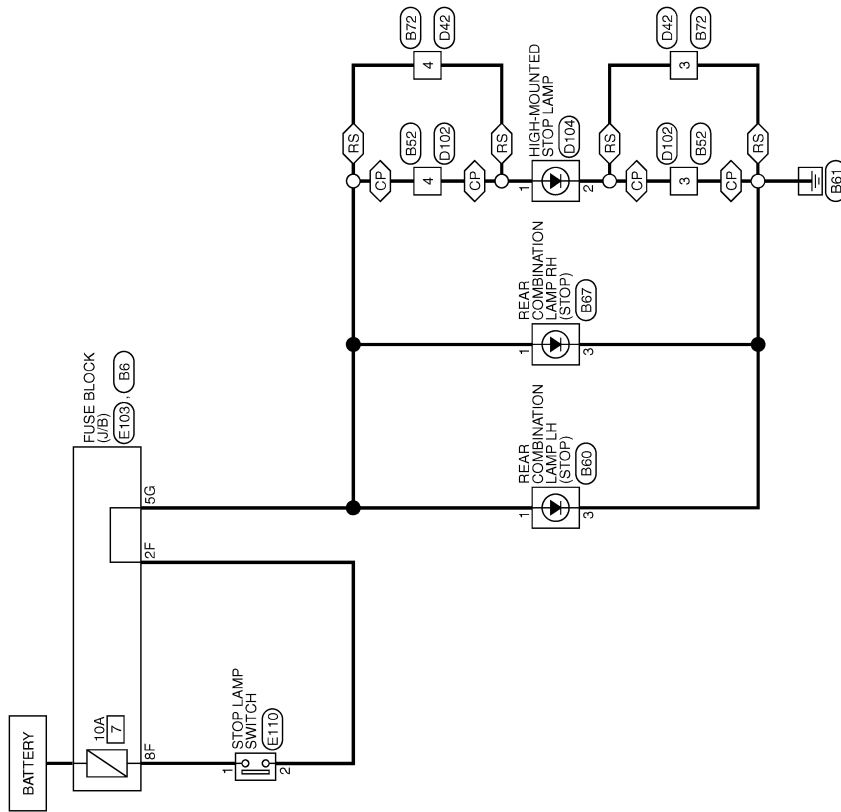 BATTERY
10A
7
8F
FUSE BLOCK
(J/B)
E103 , B6
2F
5G
1
STOP LAMP
SWITCH
E110
2
1
REAR
COMBINATION
LAMP LH
(STOP)
B60
3
1
REAR
COMBINATION
LAMP RH
(STOP)
B67
3
RS
CP
4
B52
D102
CP
RS
4
B72
D42
1
HIGH-MOUNTED
STOP LAMP
D104
2
RS
CP
3
D102
B52
CP
RS
3
D42
B72
B61